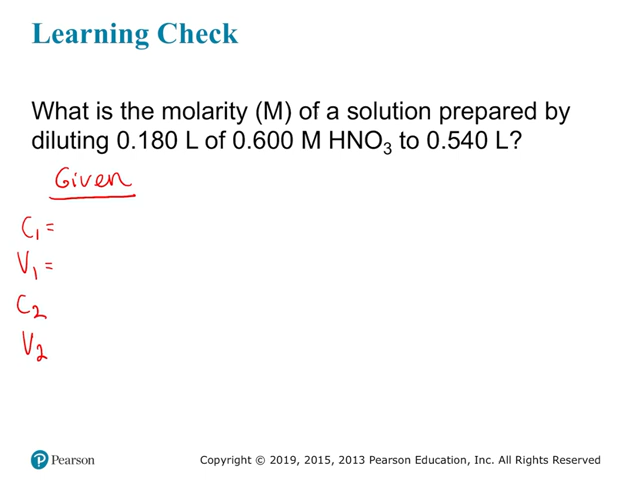 Learning Check
What is the molarity (M) of a solution prepared by
diluting 0.180 L of 0.600 M HNO₃ to 0.540 L?
Given
C₁ =
V₁ =
C₂
V₂
Pearson
Copyright © 2019, 2015, 2013 Pearson Education, Inc. All Rights Reserved